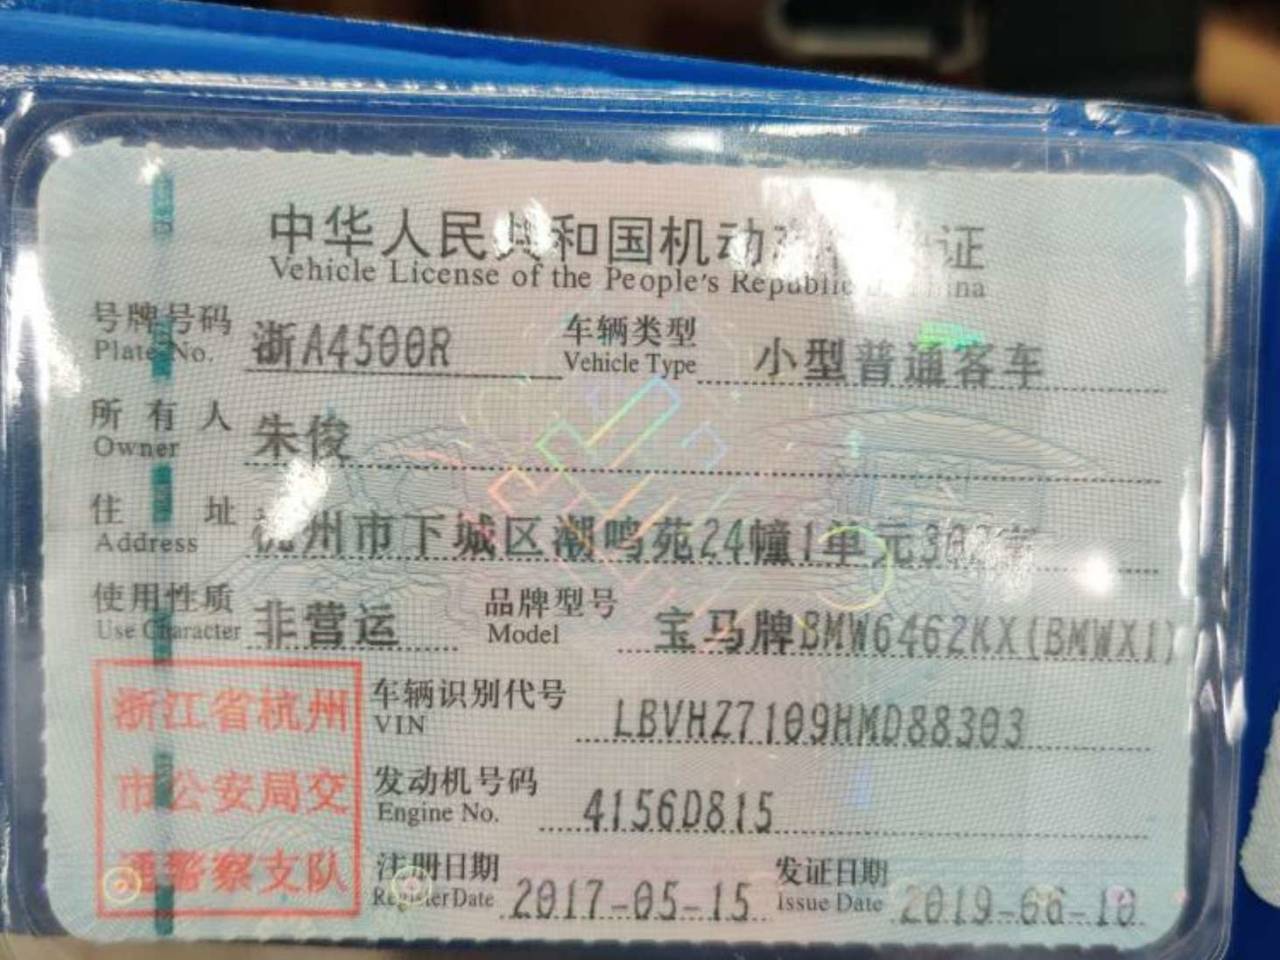 中华人民共和国机动 证
Vehicle License of the People's Republic of China
号牌号码 浙A4500R 车辆类型 小型普通客车
Plate No. Vehicle Type
所有人 朱俊
Owner
住址 杭州市下城区潮鸣苑24幢1单元302室
Address
使用性质 非营运 品牌型号 宝马牌BMW6462KX(BMWX1)
Use Character Model
浙江省杭州
市公安局交
通警察支队
车辆识别代号 LBVHZ7109HMD88303
VIN
发动机号码 4156D815
Engine No.
注册日期 2017-05-15 发证日期 2019-06-10
Register Date Issue Date